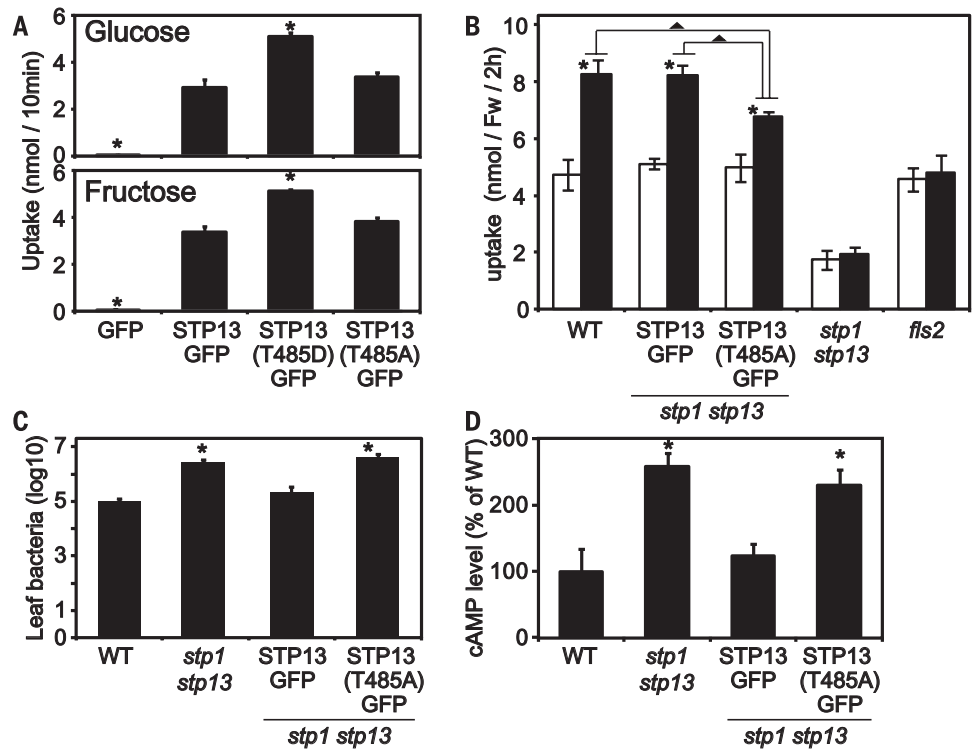 A
Glucose
*
*
6
4
2
0
Fructose
*
*
6
4
2
0
Uptake (nmol / 10min)
GFP
STP13
GFP
STP13
(T485D)
GFP
STP13
(T485A)
GFP
B
10
8
6
4
2
0
uptake (nmol / Fw / 2h)
*
*
*
WT
STP13
GFP
STP13
(T485A)
GFP
stp1
stp13
fls2
stp1 stp13
C
7
5
3
1
0
Leaf bacteria (log10)
*
*
WT
stp1
stp13
STP13
GFP
STP13
(T485A)
GFP
stp1 stp13
D
300
200
100
0
cAMP level (% of WT)
*
*
WT
stp1
stp13
STP13
GFP
STP13
(T485A)
GFP
stp1 stp13